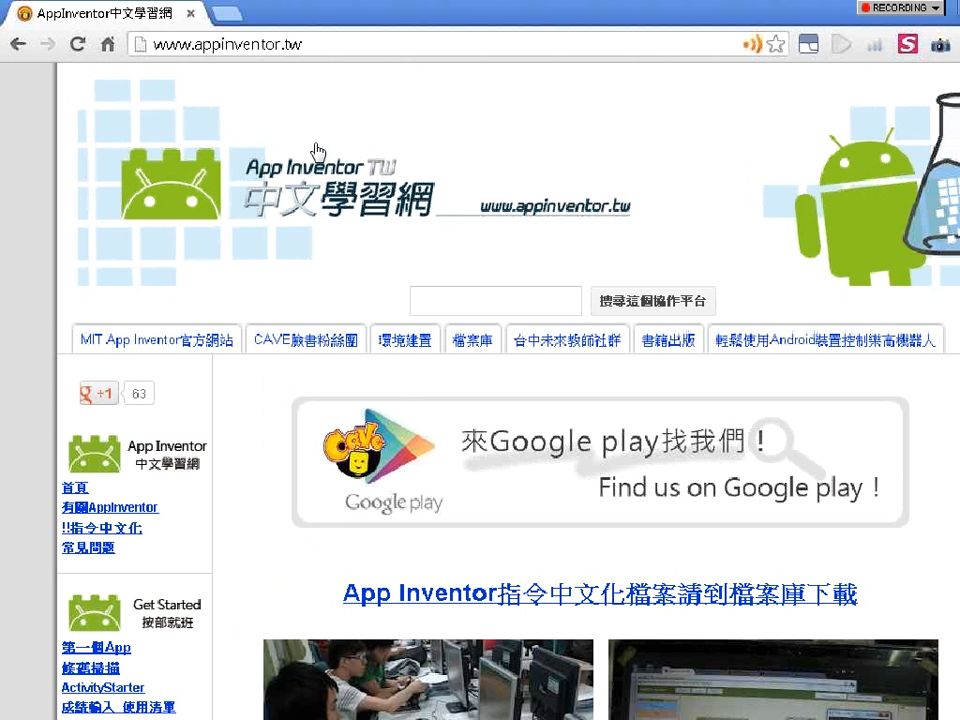 AppInventor中文學習網
RECORDING
www.appinventor.tw
App Inventor TW
中文學習網
www.appinventor.tw
搜尋這個協作平台
MIT App Inventor官方網站
CAVE臉書粉絲團
環境建置
檔案庫
台中未來教師社群
書籍出版
輕鬆使用Android裝置控制樂高機器人
+1
63
App Inventor
中文學習網
首頁
有關AppInventor
!!指令中文化
常見問題
Get Started
按部就班
第一個App
條碼掃描
ActivityStarter
成績輸入_使用清單
CAVE
Google play
來Google play找我們！
Find us on Google play！
App Inventor指令中文化檔案請到檔案庫下載